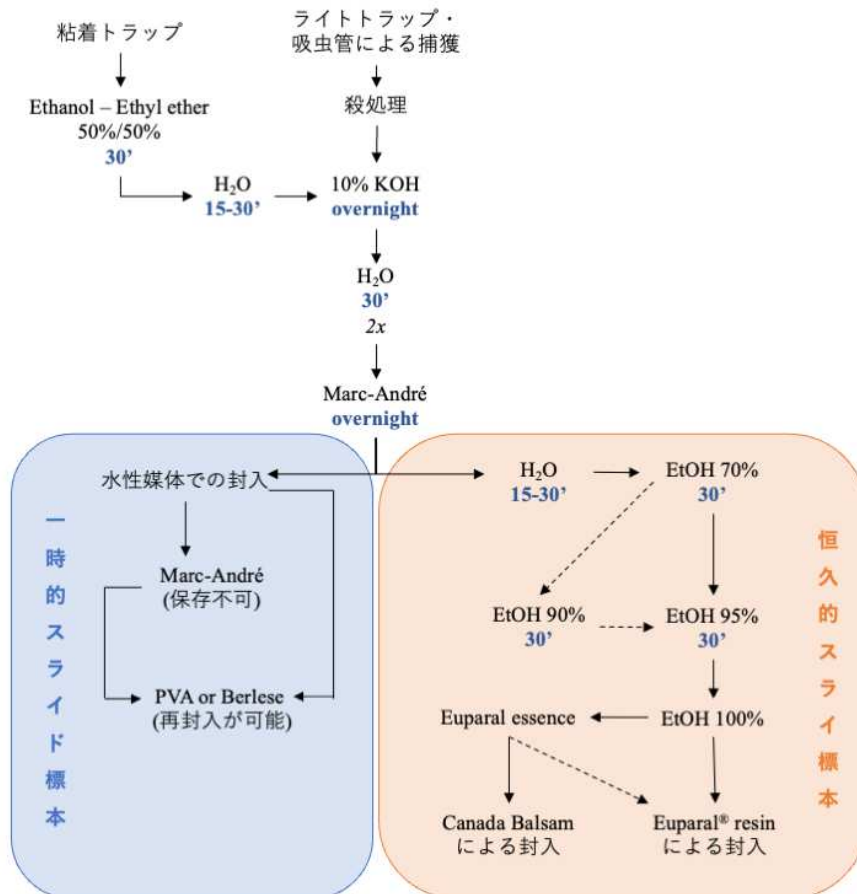 粘着トラップ
ライトトラップ・
吸虫管による捕獲
Ethanol – Ethyl ether
50%/50%
30’
殺処理
H₂O
15-30’
10% KOH
overnight
H₂O
30’
2x
Marc-André
overnight
一時的スライド標本
水性媒体での封入
Marc-André
(保存不可)
PVA or Berlese
(再封入が可能)
H₂O
15-30’
EtOH 70%
30’
EtOH 90%
30’
EtOH 95%
30’
Euparal essence
EtOH 100%
Canada Balsam
による封入
Euparal® resin
による封入
恒久的スライ標本